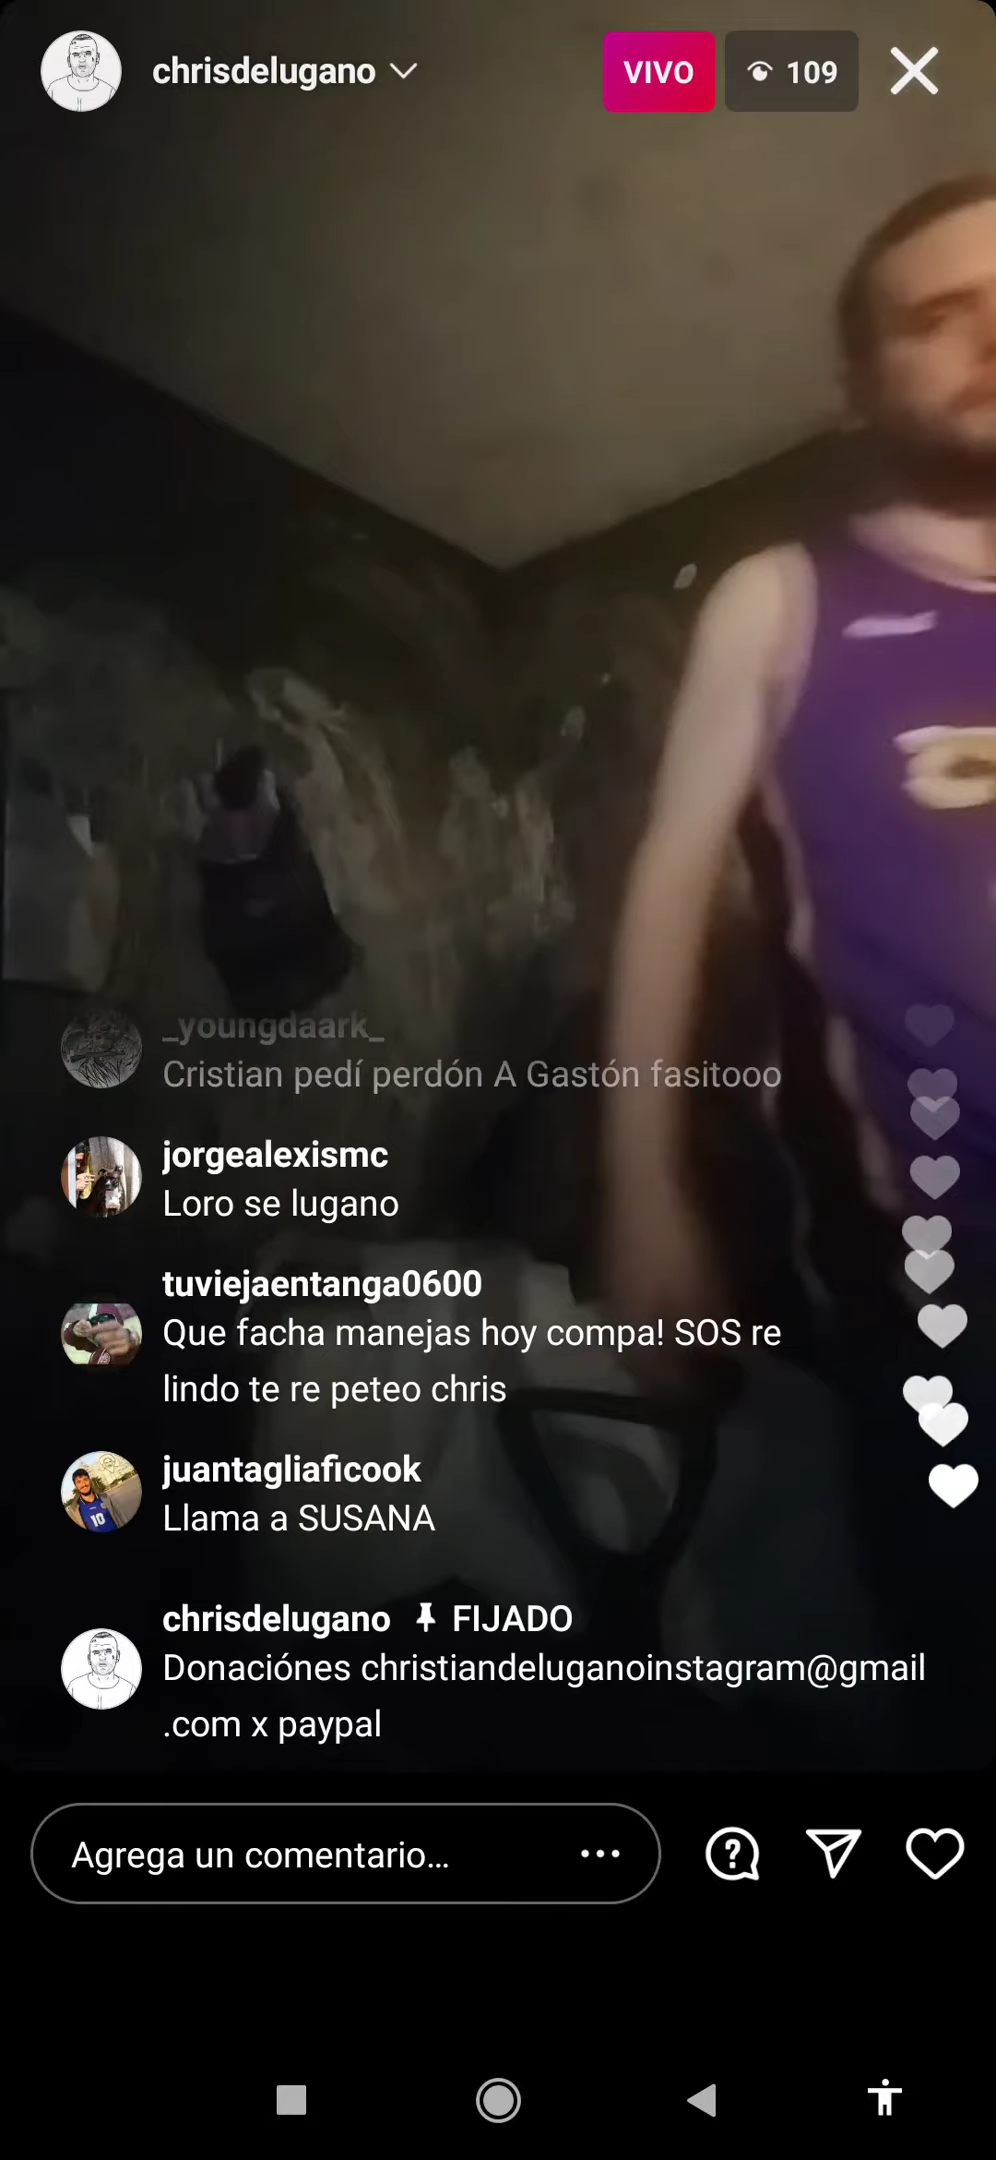 chrisdelugano
VIVO
109
_youngdaark_
Cristian pedí perdón A Gastón fasitooo
jorgealexismc
Loro se lugano
tuviejaentanga0600
Que facha manejas hoy compa! SOS re
lindo te re peteo chris
juantagliaficook
10
Llama a SUSANA
chrisdelugano FIJADO
Donaciónes christiandeluganoinstagram@gmail
.com x paypal
Agrega un comentario...